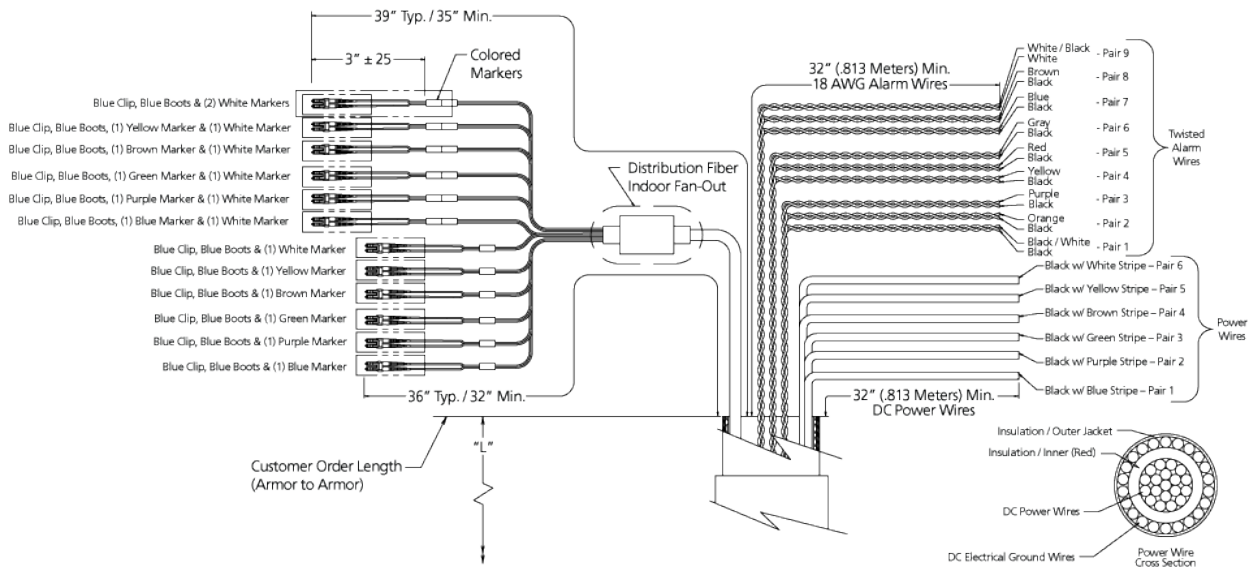 39" Typ. / 35" Min.
3" ± 25
Colored
Markers
Blue Clip, Blue Boots & (2) White Markers
Blue Clip, Blue Boots, (1) Yellow Marker & (1) White Marker
Blue Clip, Blue Boots, (1) Brown Marker & (1) White Marker
Blue Clip, Blue Boots, (1) Green Marker & (1) White Marker
Blue Clip, Blue Boots, (1) Purple Marker & (1) White Marker
Blue Clip, Blue Boots, (1) Blue Marker & (1) White Marker
Blue Clip, Blue Boots & (1) White Marker
Blue Clip, Blue Boots & (1) Yellow Marker
Blue Clip, Blue Boots & (1) Brown Marker
Blue Clip, Blue Boots & (1) Green Marker
Blue Clip, Blue Boots & (1) Purple Marker
Blue Clip, Blue Boots & (1) Blue Marker
36" Typ. / 32" Min.
Distribution Fiber
Indoor Fan-Out
"L"
Customer Order Length
(Armor to Armor)
32" (.813 Meters) Min.
18 AWG Alarm Wires
White / Black
White
- Pair 9
Brown
Black
- Pair 8
Blue
Black
- Pair 7
Gray
Black
- Pair 6
Red
Black
- Pair 5
Yellow
Black
- Pair 4
Purple
Black
- Pair 3
Orange
Black
- Pair 2
Black / White
Black
- Pair 1
Twisted
Alarm
Wires
Black w/ White Stripe – Pair 6
Black w/ Yellow Stripe – Pair 5
Black w/ Brown Stripe – Pair 4
Black w/ Green Stripe – Pair 3
Black w/ Purple Stripe – Pair 2
Black w/ Blue Stripe – Pair 1
Power
Wires
32" (.813 Meters) Min.
DC Power Wires
Insulation / Outer Jacket
Insulation / Inner (Red)
DC Power Wires
DC Electrical Ground Wires
Power Wire
Cross Section